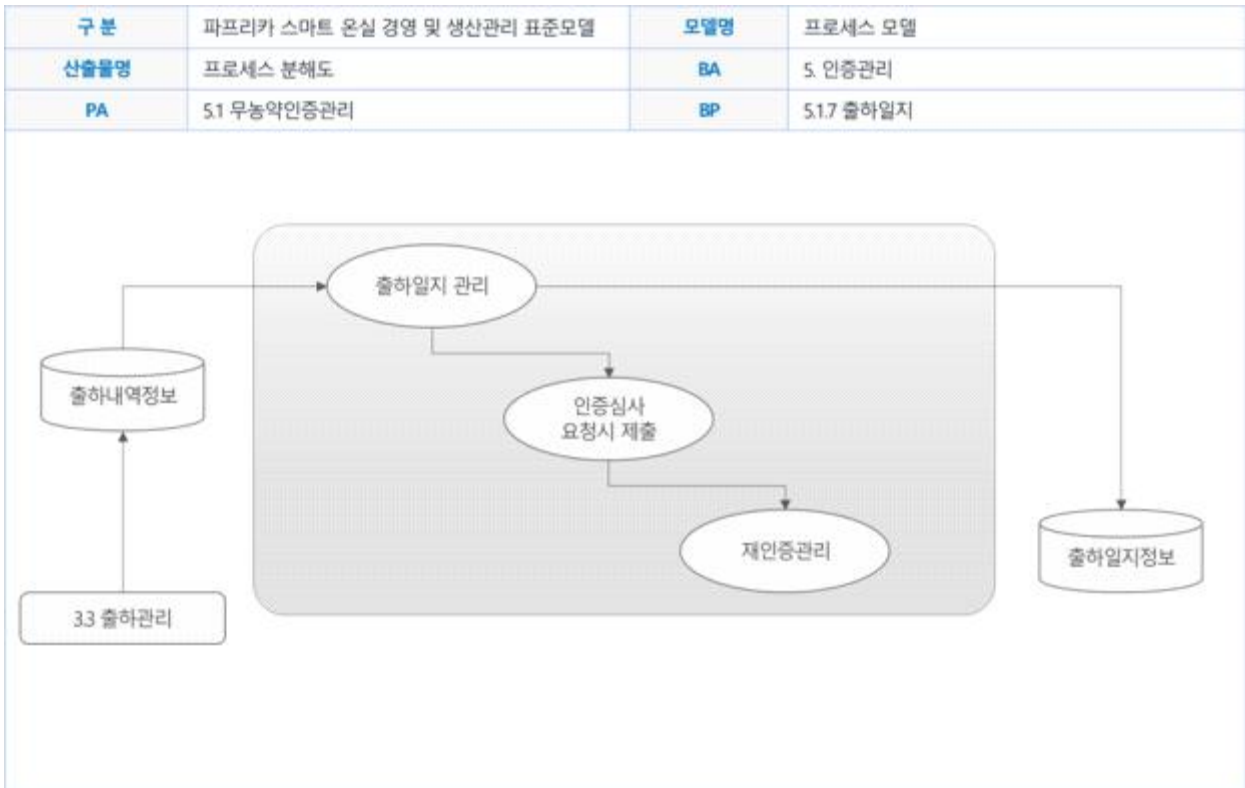 구 분 파프리카 스마트 온실 경영 및 생산관리 표준모델 모델명 프로세스 모델
산출물명 프로세스 분해도 BA 5. 인증관리
PA 5.1 무농약인증관리 BP 5.1.7 출하일지
출하일지 관리
출하내역정보
인증심사
요청시 제출
재인증관리
출하일지정보
3.3 출하관리